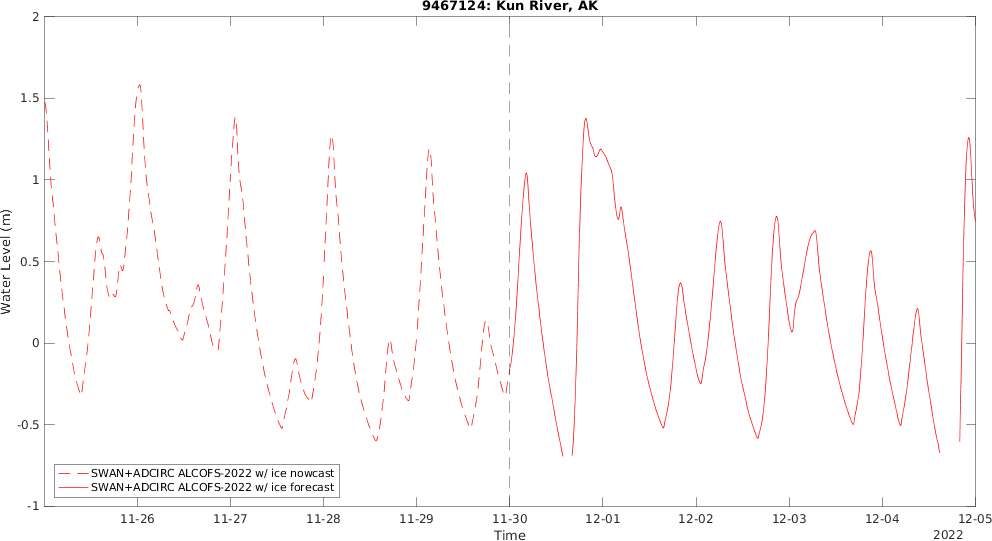 9467124: Kun River, AK
2
1.5
1
0.5
0
-0.5
-1
Water Level (m)
SWAN+ADCIRC ALCOFS-2022 w/ ice nowcast
SWAN+ADCIRC ALCOFS-2022 w/ ice forecast
11-26 11-27 11-28 11-29 11-30 12-01 12-02 12-03 12-04 12-05
Time
2022